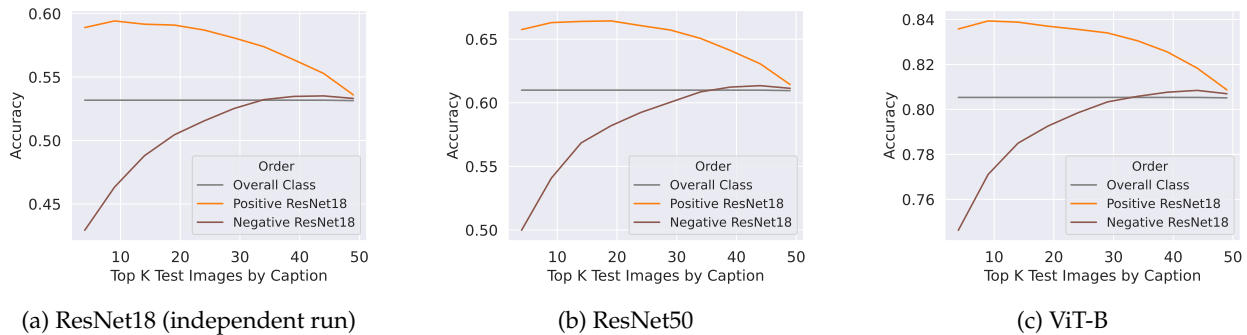 0.60
0.55
0.50
0.45
Accuracy
Order
Overall Class
Positive ResNet18
Negative ResNet18
10 20 30 40 50
Top K Test Images by Caption
(a) ResNet18 (independent run)
0.65
0.60
0.55
0.50
Accuracy
Order
Overall Class
Positive ResNet18
Negative ResNet18
10 20 30 40 50
Top K Test Images by Caption
(b) ResNet50
0.84
0.82
0.80
0.78
0.76
Accuracy
Order
Overall Class
Positive ResNet18
Negative ResNet18
10 20 30 40 50
Top K Test Images by Caption
(c) ViT-B